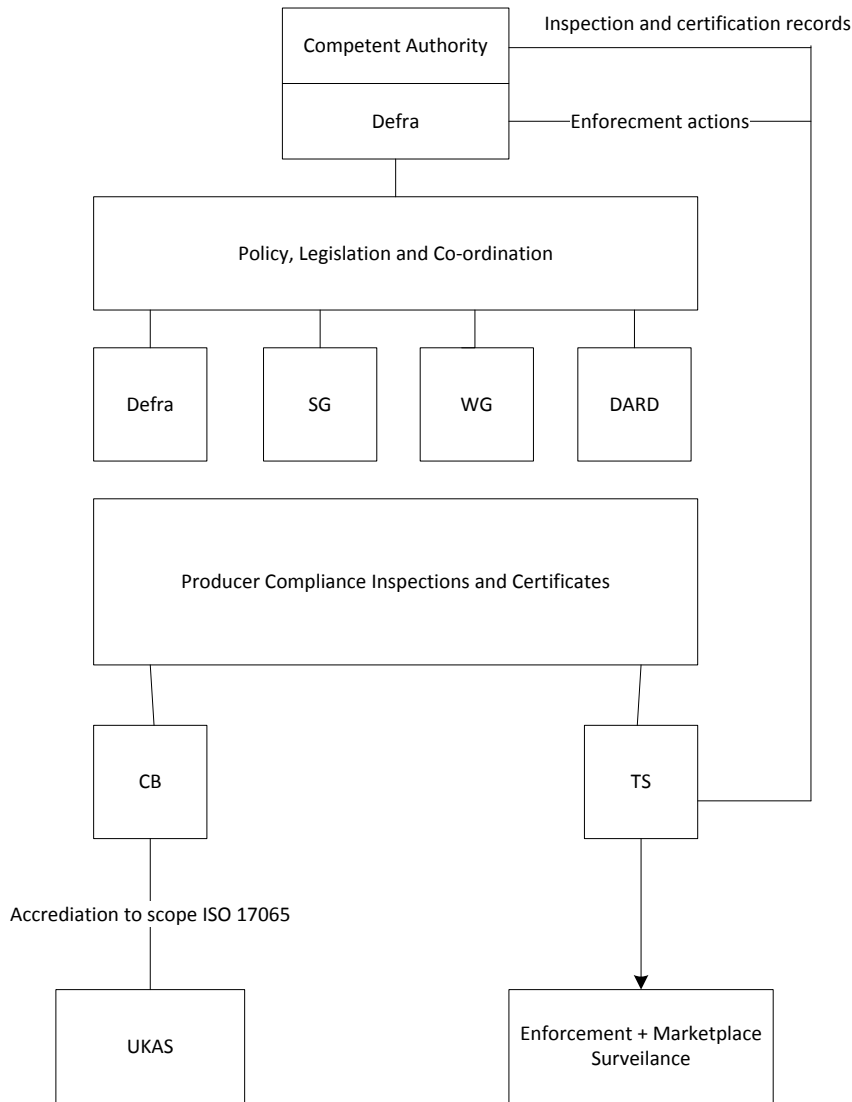 Inspection and certification records
Competent Authority
Defra
Enforecment actions
Policy, Legislation and Co-ordination
Defra
SG
WG
DARD
Producer Compliance Inspections and Certificates
CB
TS
Accrediation to scope ISO 17065
UKAS
Enforcement + Marketplace
Surveilance